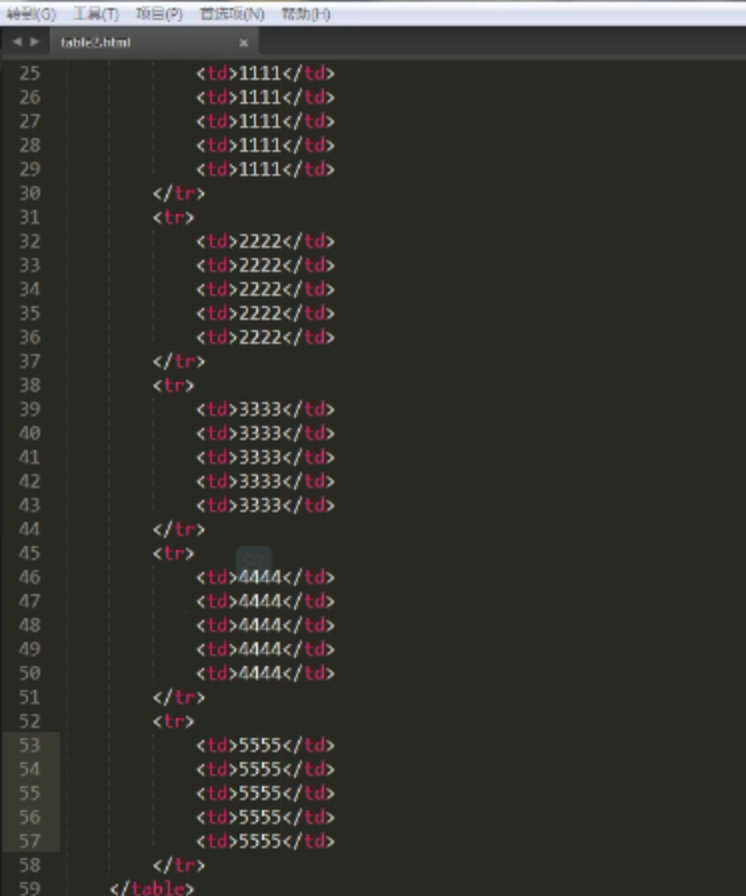 转到(G) 工具(T) 项目(P) 首选项(N) 帮助(H)
table2.html ×
25 <td>1111</td>
26 <td>1111</td>
27 <td>1111</td>
28 <td>1111</td>
29 <td>1111</td>
30 </tr>
31 <tr>
32 <td>2222</td>
33 <td>2222</td>
34 <td>2222</td>
35 <td>2222</td>
36 <td>2222</td>
37 </tr>
38 <tr>
39 <td>3333</td>
40 <td>3333</td>
41 <td>3333</td>
42 <td>3333</td>
43 <td>3333</td>
44 </tr>
45 <tr>
46 <td>4444</td>
47 <td>4444</td>
48 <td>4444</td>
49 <td>4444</td>
50 <td>4444</td>
51 </tr>
52 <tr>
53 <td>5555</td>
54 <td>5555</td>
55 <td>5555</td>
56 <td>5555</td>
57 <td>5555</td>
58 </tr>
59 </table>